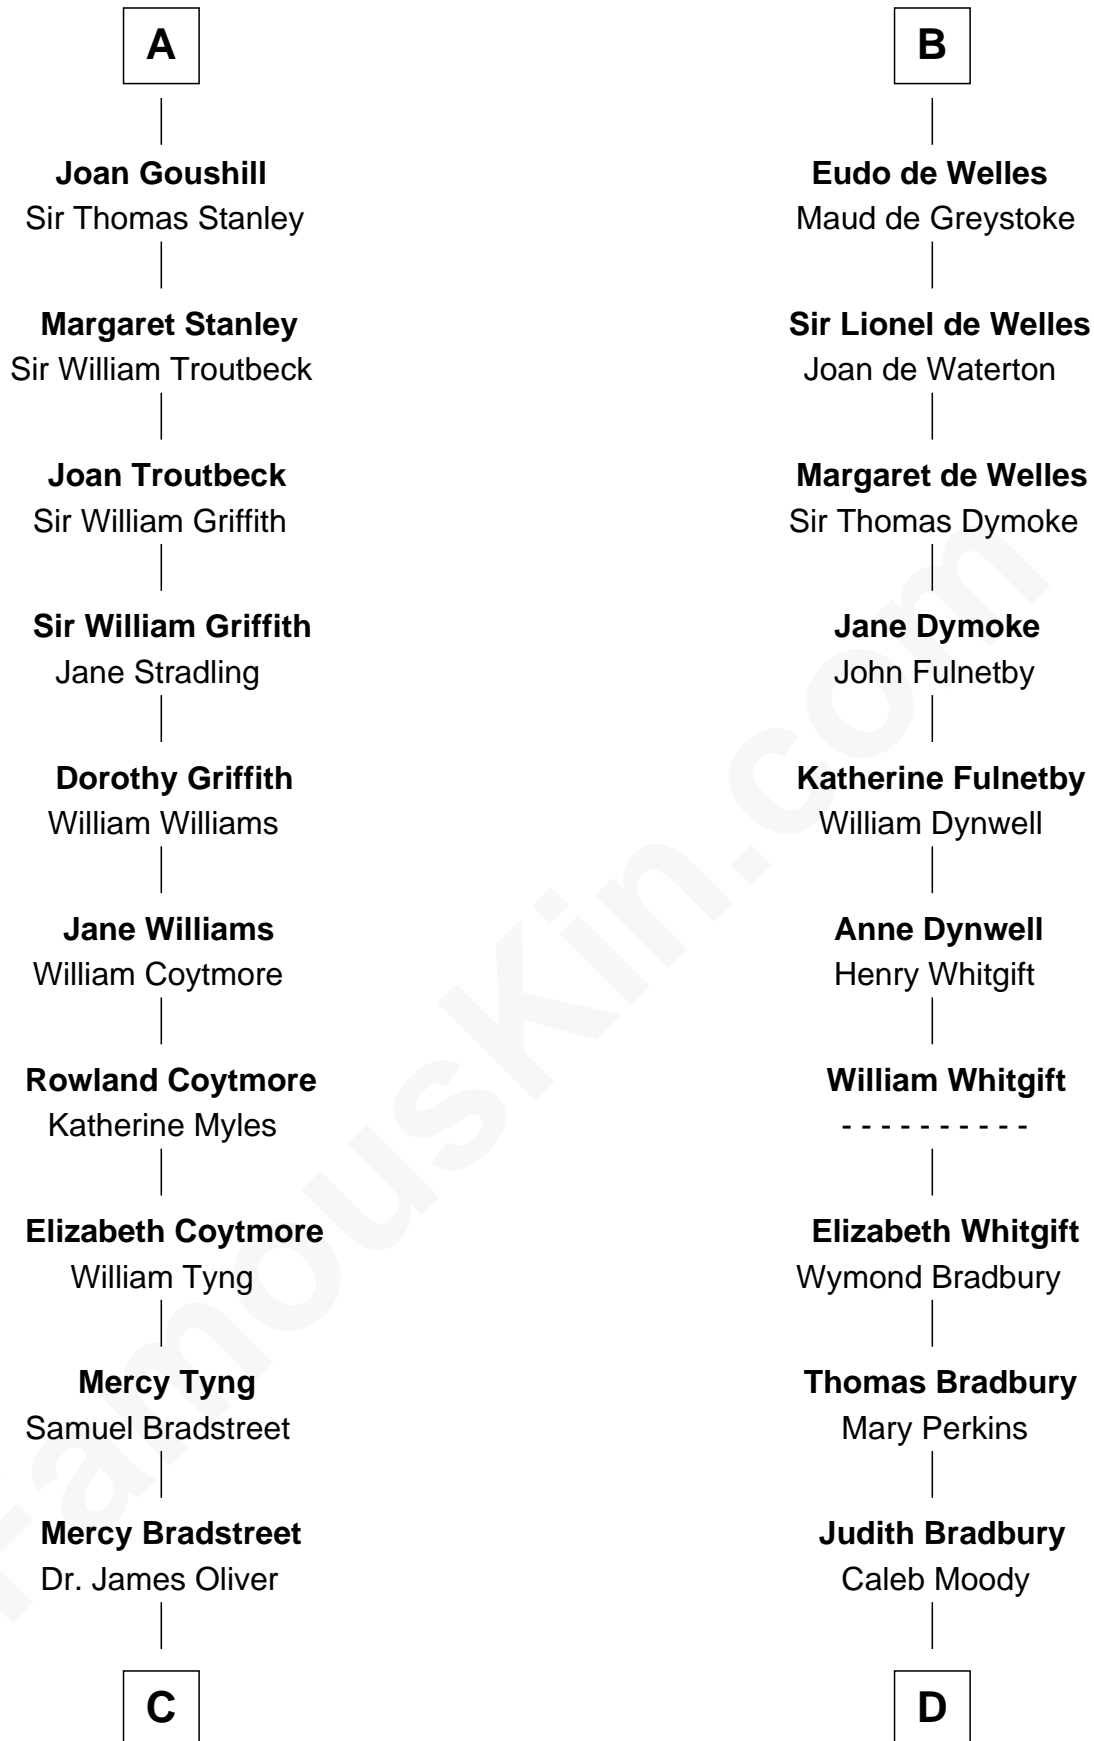 A
Joan Goushill
Sir Thomas Stanley
Margaret Stanley
Sir William Troutbeck
Joan Troutbeck
Sir William Griffith
Sir William Griffith
Jane Stradling
Dorothy Griffith
William Williams
Jane Williams
William Coytmore
Rowland Coytmore
Katherine Myles
Elizabeth Coytmore
William Tyng
Mercy Tyng
Samuel Bradstreet
Mercy Bradstreet
Dr. James Oliver
C
B
Eudo de Welles
Maud de Greystoke
Sir Lionel de Welles
Joan de Waterton
Margaret de Welles
Sir Thomas Dymoke
Jane Dymoke
John Fulnetby
Katherine Fulnetby
William Dynwell
Anne Dynwell
Henry Whitgift
William Whitgift
- - - - - - - - - -
Elizabeth Whitgift
Wymond Bradbury
Thomas Bradbury
Mary Perkins
Judith Bradbury
Caleb Moody
D
FamousKin.com